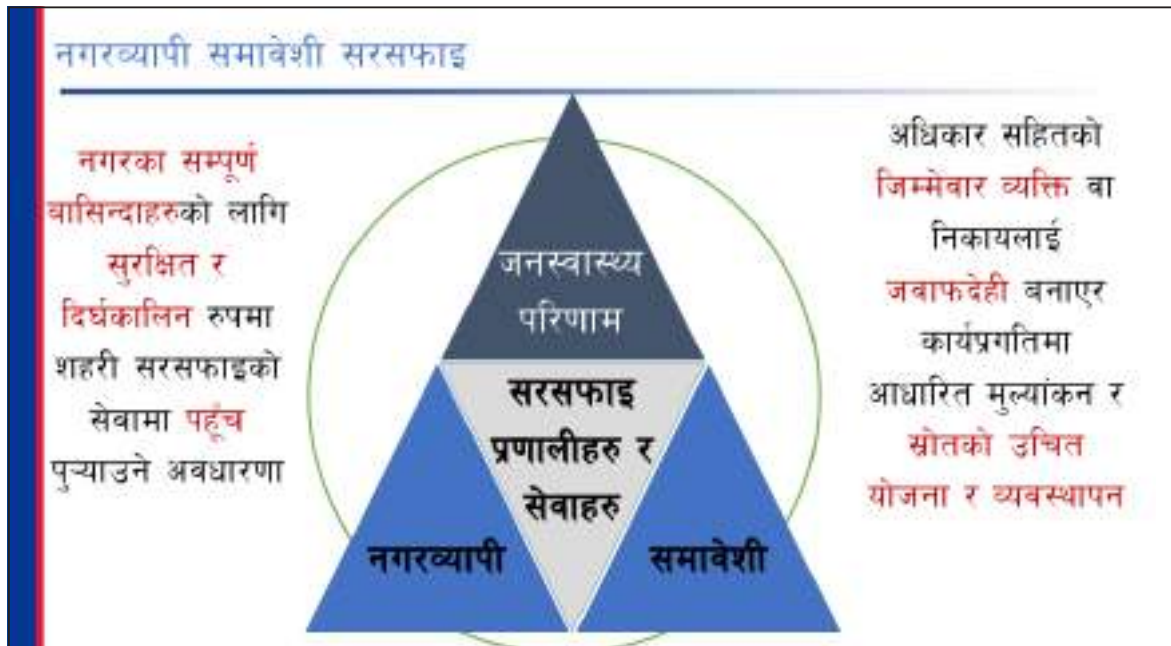 नगरव्यापी समावेशी सरसफाइ
नगरका सम्पूर्ण
बासिन्दाहरुको लागि
सुरक्षित र
दिर्घकालिन रुपमा
शहरी सरसफाइको
सेवामा पहूंच
पुर्‍याउने अवधारणा
जनस्वास्थ्य
परिणाम
सरसफाइ
प्रणालीहरु र
सेवाहरु
नगरव्यापी
समावेशी
अधिकार सहितको
जिम्मेवार व्यक्ति वा
निकायलाई
जवाफदेही बनाएर
कार्यप्रगतिमा
आधारित मुल्यांकन र
स्रोतको उचित
योजना र व्यवस्थापन